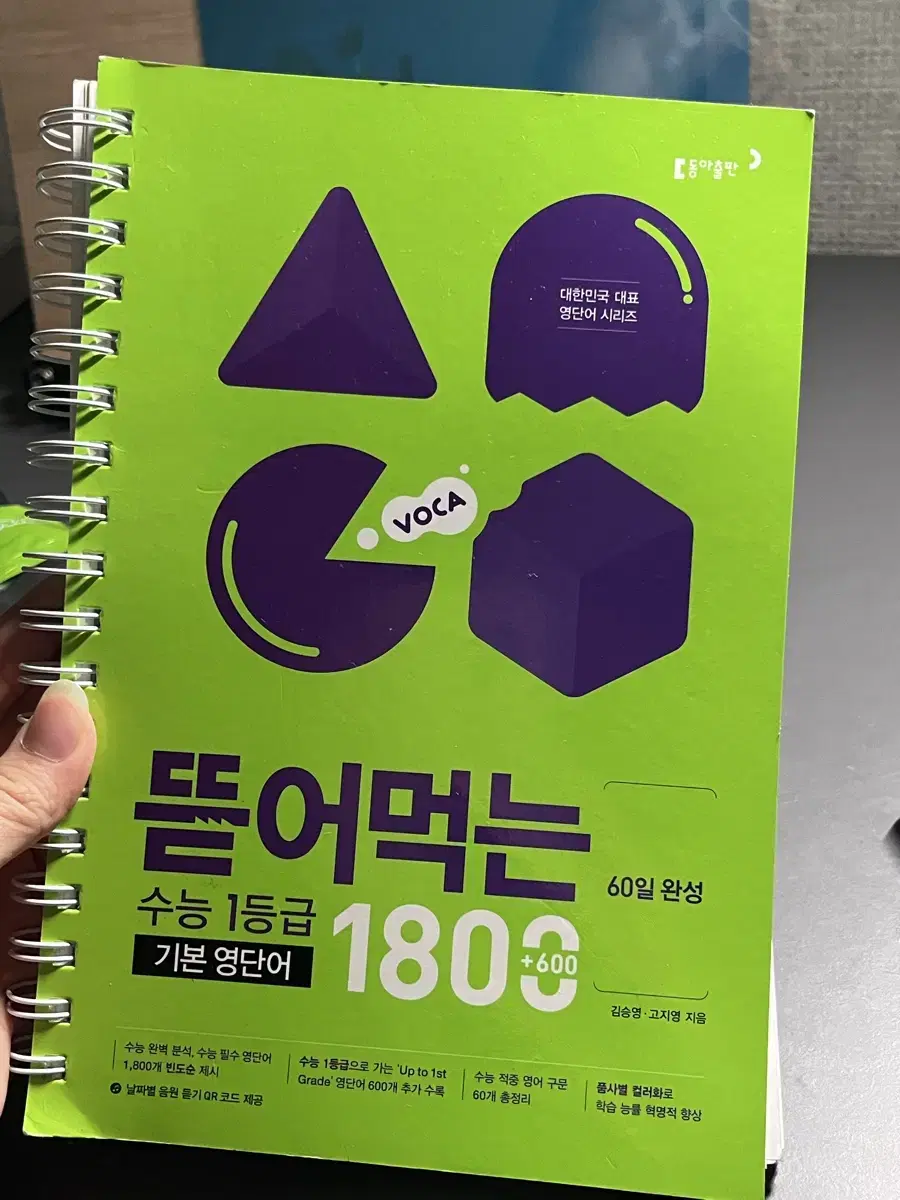 동아출판
대한민국 대표
영단어 시리즈
VOCA
뜯어먹는
수능 1등급
기본 영단어
1800
+600
60일 완성
김승영·고지영 지음
수능 완벽 분석, 수능 필수 영단어
1,800개 빈도순 제시
날짜별 음원 듣기 QR 코드 제공
수능 1등급으로 가는 'Up to 1st
Grade' 영단어 600개 추가 수록
수능 적중 영어 구문
60개 총정리
품사별 컬러화로
학습 능률 혁명적 향상